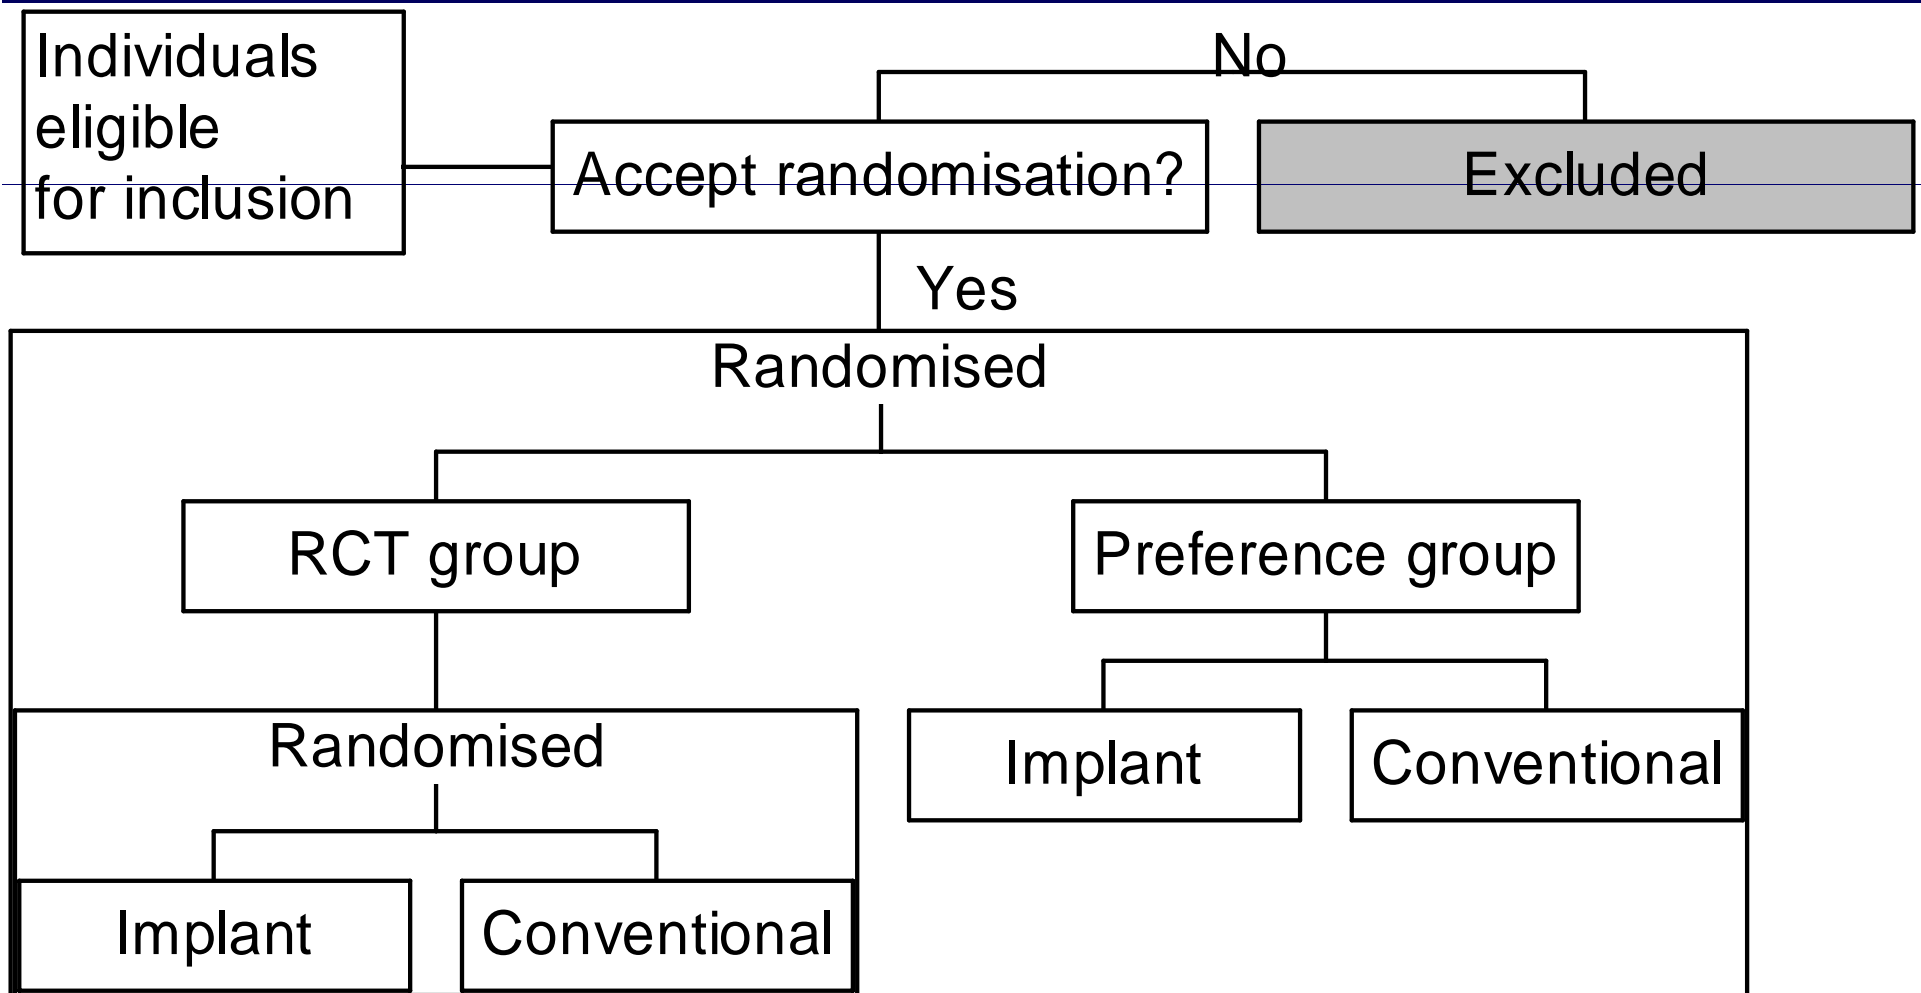 Individuals
eligible
for inclusion
No
Accept randomisation?
Excluded
Yes
Randomised
RCT group
Preference group
Randomised
Implant
Conventional
Implant
Conventional